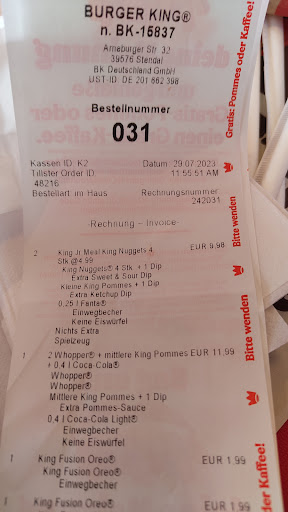 BURGER KING®
n. BK-15837
Arneburger Str. 32
39576 Stendal
BK Deutschland GmbH
UST-ID: DE 201 662 398
Bestellnummer
031
Kassen ID: K2 Datum: 29.07.2023
Tillster Order ID: 11:55:51 AM
48216
Bestellart: im Haus Rechnungsnummer:
242031
-Rechnung – Invoice-
2 King Jr Meal King Nuggets 4 EUR 9.98
Stk @4.99
King Nuggets® 4 Stk + 1 Dip
Extra Sweet & Sour Dip
Kleine King Pommes + 1 Dip
Extra Ketchup Dip
0,25 l Fanta®
Einwegbecher
Keine Eiswürfel
Nichts Extra
Spielzeug
1 2 Whopper® + mittlere King Pommes EUR 11.99
+ 0,4 l Coca-Cola®
Whopper®
Whopper®
Mittlere King Pommes + 1 Dip
Extra Pommes-Sauce
0,4 l Coca-Cola Light®
Einwegbecher
Keine Eiswürfel
1 King Fusion Oreo® EUR 1.99
King Fusion Oreo®
Einwegbecher
1 King Fusion Oreo® EUR 1.99
King Fusion Oreo®
Gratis: Pommes oder Kaffee!
Bitte wenden
Bitte wenden
der Kaffee!